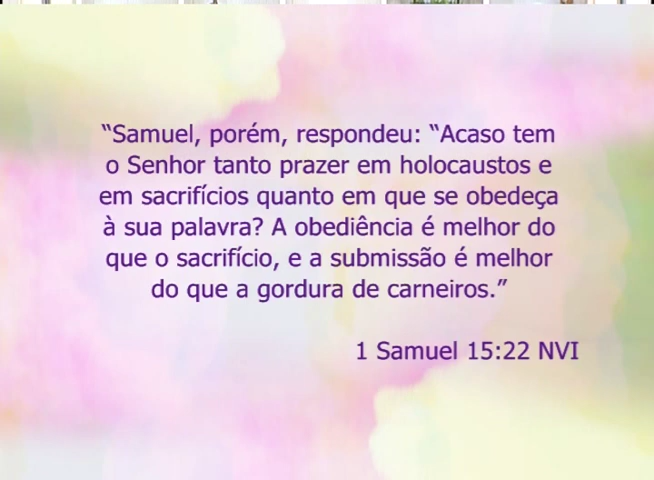 “Samuel, porém, respondeu: “Acaso tem
o Senhor tanto prazer em holocaustos e
em sacrifícios quanto em que se obedeça
à sua palavra? A obediência é melhor do
que o sacrifício, e a submissão é melhor
do que a gordura de carneiros.”
1 Samuel 15:22 NVI